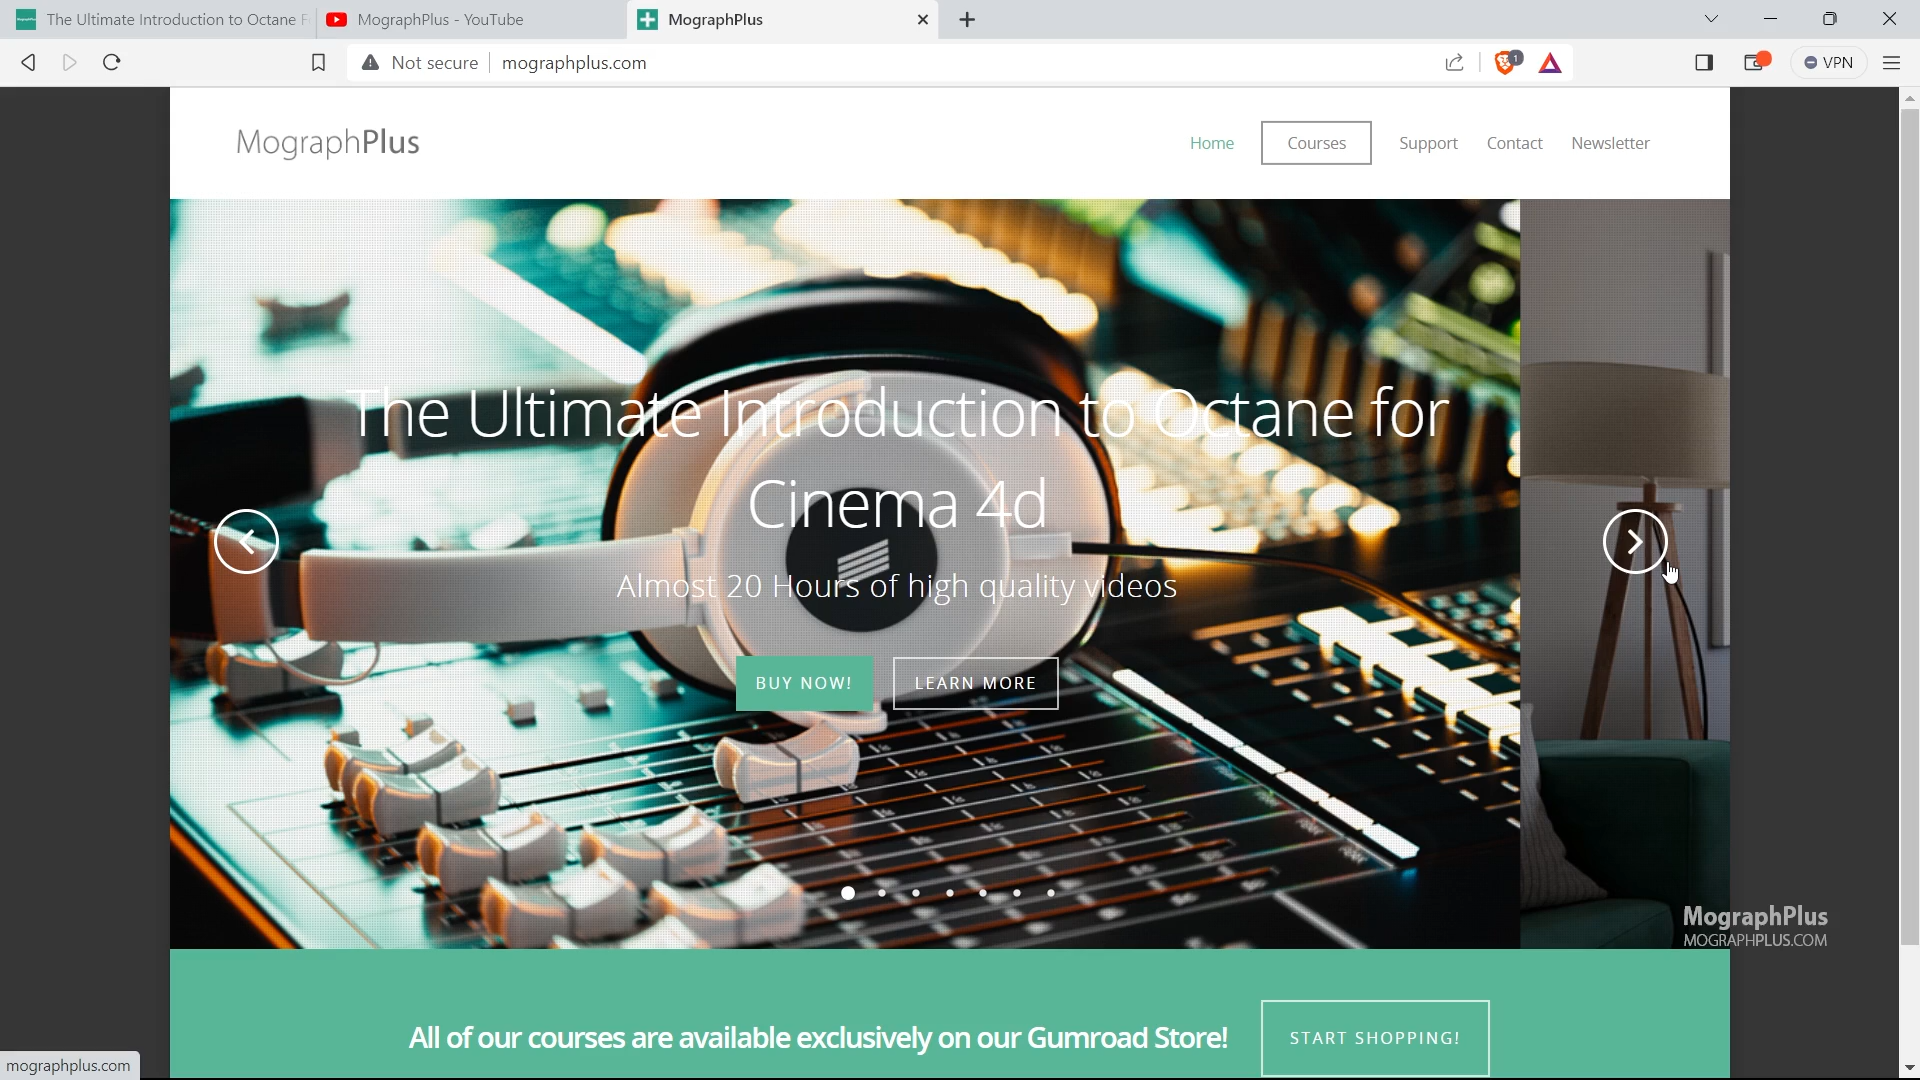 The Ultimate Introduction to Octane
MographPlus - YouTube
MographPlus
Not secure
mographplus.com
1
VPN
MographPlus
Home
Courses
Support
Contact
Newsletter
The Ultimate Introduction to Octane for
Cinema 4d
Almost 20 Hours of high quality videos
BUY NOW!
LEARN MORE
MographPlus
MOGRAPHPLUS.COM
All of our courses are available exclusively on our Gumroad Store!
START SHOPPING!
mographplus.com